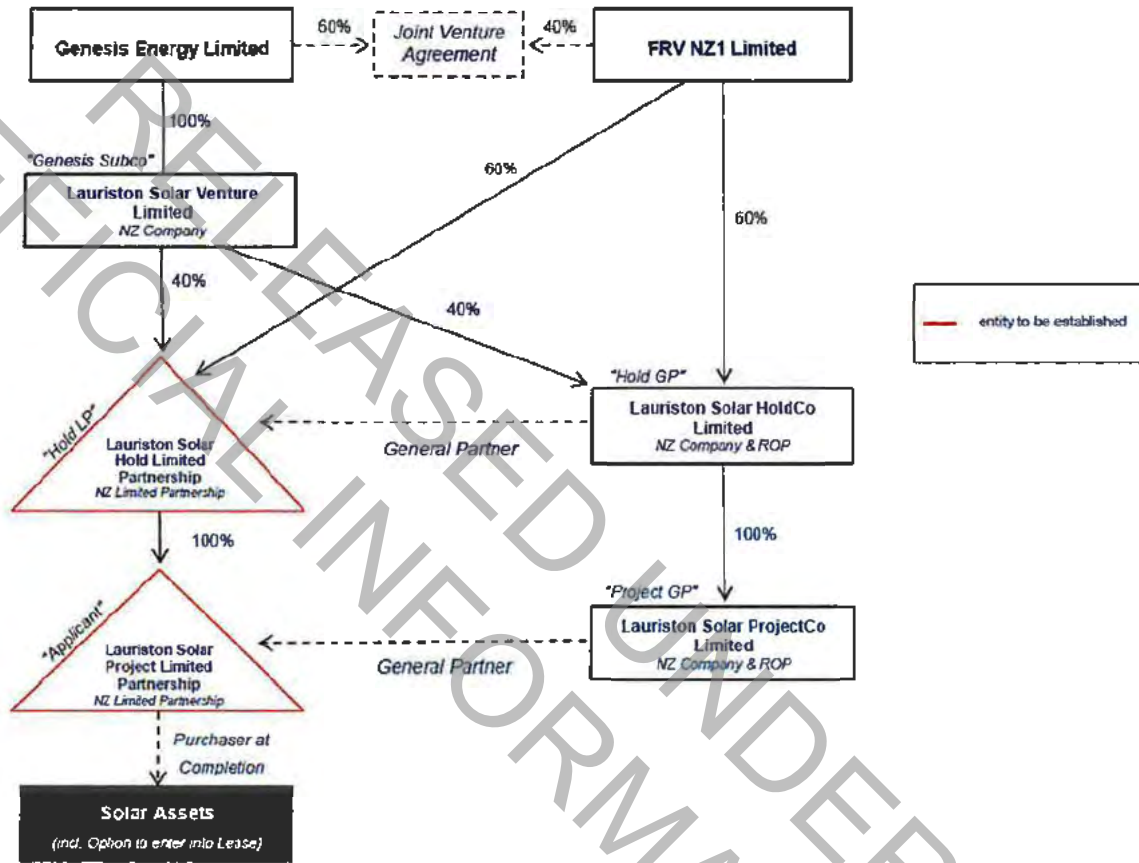 Genesis Energy Limited
60%
Joint Venture
Agreement
40%
FRV NZ1 Limited
100%
"Genesis Subco"
Lauriston Solar Venture
Limited
NZ Company
60%
60%
40%
40%
entity to be established
"Hold LP"
Lauriston Solar
Hold Limited
Partnership
NZ Limited Partnership
General Partner
"Hold GP"
Lauriston Solar HoldCo
Limited
NZ Company & ROP
100%
100%
"Applicant"
Lauriston Solar
Project Limited
Partnership
NZ Limited Partnership
General Partner
"Project GP"
Lauriston Solar ProjectCo
Limited
NZ Company & ROP
Purchaser at
Completion
Solar Assets
(incl. Option to enter into Lease)
RELEASED UNDER
INFORMA